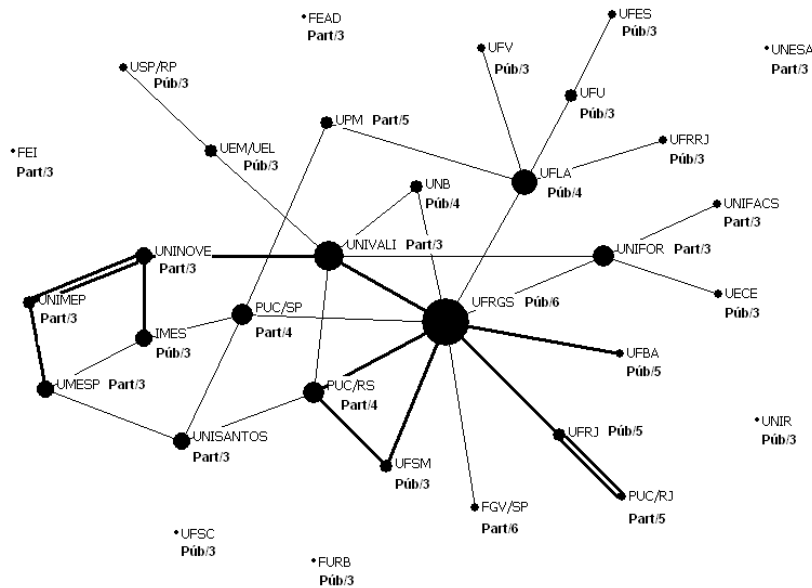 FEAD
Part/3
UFES
Púb/3
UFV
Púb/3
UNESA
Part/3
USP/RP
Púb/3
UFU
Púb/3
UPM Part/5
UFRRJ
Púb/3
FEI
Part/3
UEM/UEL
Púb/3
UFLA
Púb/4
UNB
Púb/4
UNIFACS
Part/3
UNINOVE
Part/3
UNIVALI Part/3
UNIFOR Part/3
UNIMEP
Part/3
UFRGS Púb/6
UECE
Púb/3
PUC/SP
Part/4
IMES
Púb/3
UFBA
Púb/5
UMESP Part/3
PUC/RS
Part/4
UNIR
Púb/3
UNISANTOS
Part/3
UFRJ Púb/5
UFSM
Púb/3
PUC/RJ
Part/5
FGV/SP
Part/6
UFSC
Púb/3
FURB
Púb/3